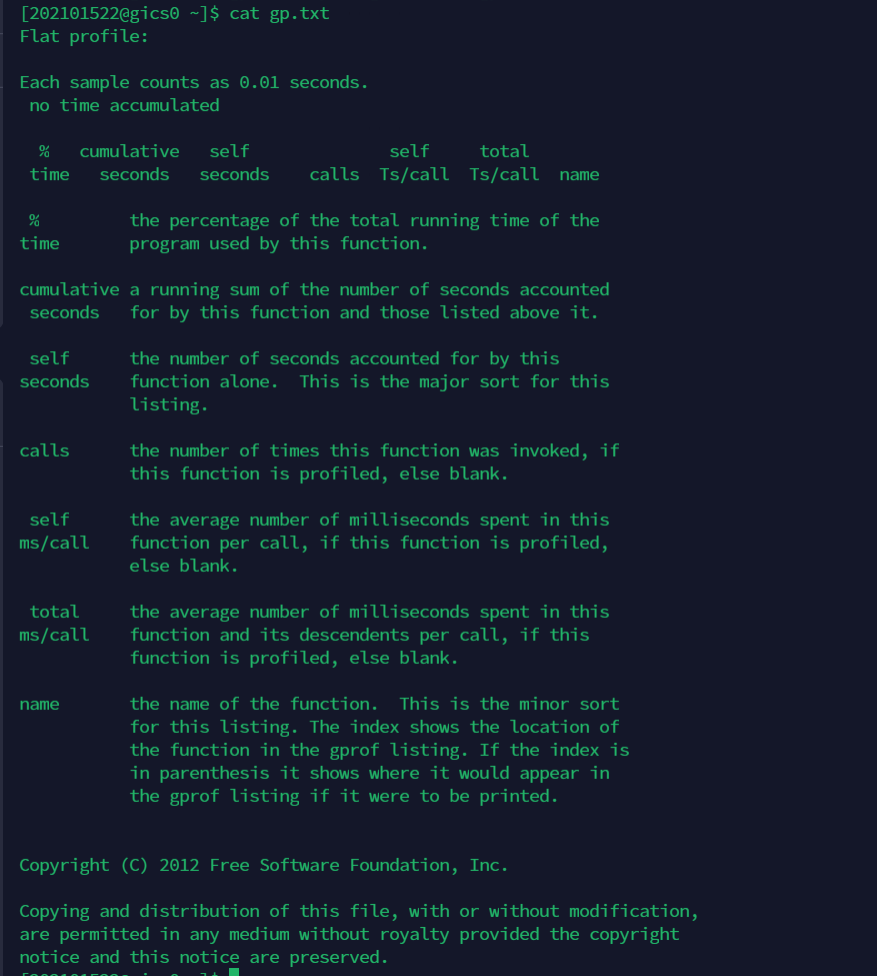 [202101522@gics0 ~]$ cat gp.txt
Flat profile:
Each sample counts as 0.01 seconds.
no time accumulated
% cumulative self self total
time seconds seconds calls Ts/call Ts/call name
% the percentage of the total running time of the
time program used by this function.
cumulative a running sum of the number of seconds accounted
seconds for by this function and those listed above it.
self the number of seconds accounted for by this
seconds function alone. This is the major sort for this
listing.
calls the number of times this function was invoked, if
this function is profiled, else blank.
self the average number of milliseconds spent in this
ms/call function per call, if this function is profiled,
else blank.
total the average number of milliseconds spent in this
ms/call function and its descendents per call, if this
function is profiled, else blank.
name the name of the function. This is the minor sort
for this listing. The index shows the location of
the function in the gprof listing. If the index is
in parenthesis it shows where it would appear in
the gprof listing if it were to be printed.
Copyright (C) 2012 Free Software Foundation, Inc.
Copying and distribution of this file, with or without modification,
are permitted in any medium without royalty provided the copyright
notice and this notice are preserved.